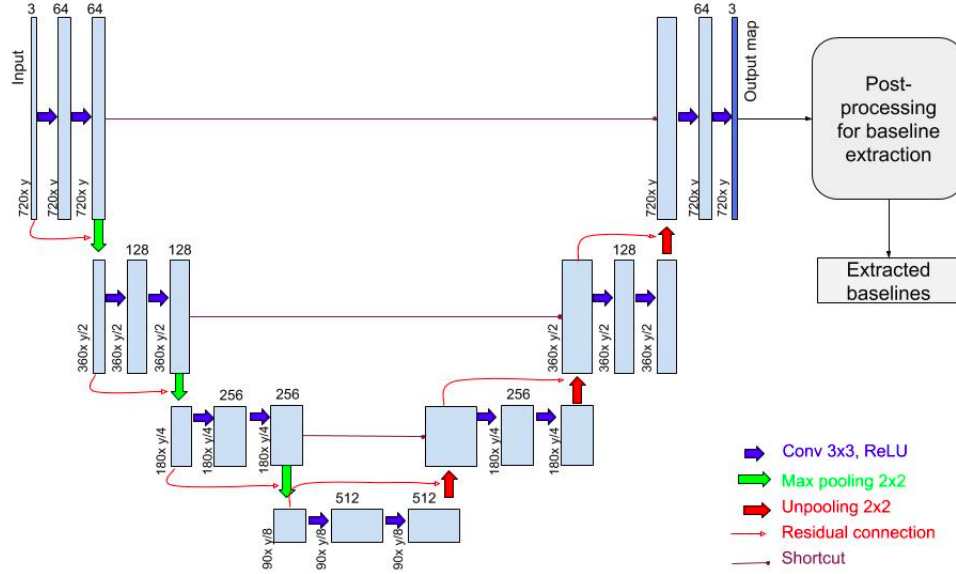 3 64 64
Input
720x y 720x y 720x y
3
64
Output map
720x y 720x y 720x y
Post-
processing
for baseline
extraction
Extracted
baselines
128 128
360x y/2 360x y/2 360x y/2
128
360x y/2 360x y/2 360x y/2
256 256
180x y/4 180x y/4 180x y/4
256
180x y/4 180x y/4 180x y/4
512 512
90x y/8 90x y/8 90x y/8
Conv 3x3, ReLU
Max pooling 2x2
Unpooling 2x2
Residual connection
Shortcut